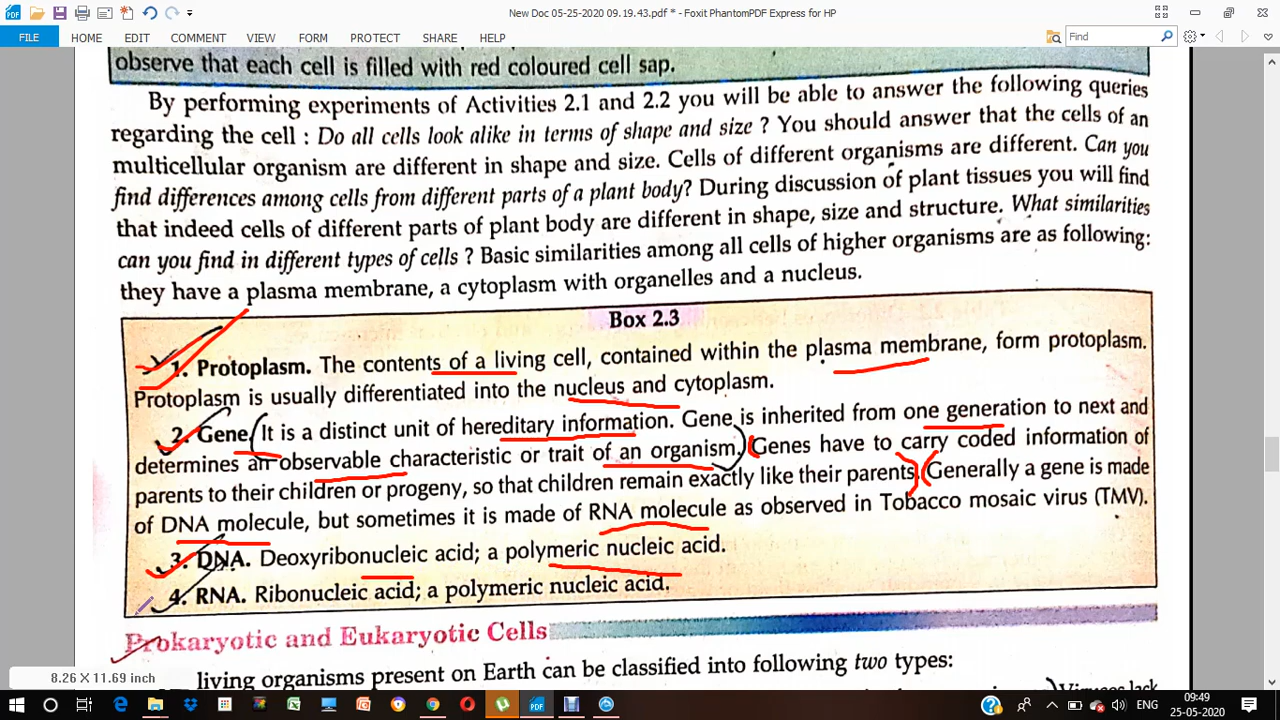 New Doc 05-25-2020 09.19.43.pdf * - Foxit PhantomPDF Express for HP
FILE HOME EDIT COMMENT VIEW FORM PROTECT SHARE HELP Find
observe that each cell is filled with red coloured cell sap.
By performing experiments of Activities 2.1 and 2.2 you will be able to answer the following queries
regarding the cell : Do all cells look alike in terms of shape and size ? You should answer that the cells of an
multicellular organism are different in shape and size. Cells of different organisms are different. Can you
find differences among cells from different parts of a plant body? During discussion of plant tissues you will find
that indeed cells of different parts of plant body are different in shape, size and structure. What similarities
can you find in different types of cells ? Basic similarities among all cells of higher organisms are as following:
they have a plasma membrane, a cytoplasm with organelles and a nucleus.
Box 2.3
1. Protoplasm. The contents of a living cell, contained within the plasma membrane, form protoplasm.
Protoplasm is usually differentiated into the nucleus and cytoplasm.
2. Gene. It is a distinct unit of hereditary information. Gene is inherited from one generation to next and
determines an observable characteristic or trait of an organism. Genes have to carry coded information of
parents to their children or progeny, so that children remain exactly like their parents. Generally a gene is made
of DNA molecule, but sometimes it is made of RNA molecule as observed in Tobacco mosaic virus (TMV).
3. DNA. Deoxyribonucleic acid; a polymeric nucleic acid.
4. RNA. Ribonucleic acid; a polymeric nucleic acid.
Prokaryotic and Eukaryotic Cells
living organisms present on Earth can be classified into following two types:
Viruses lack
8.26 X 11.69 inch
ENG
09:49
25-05-2020